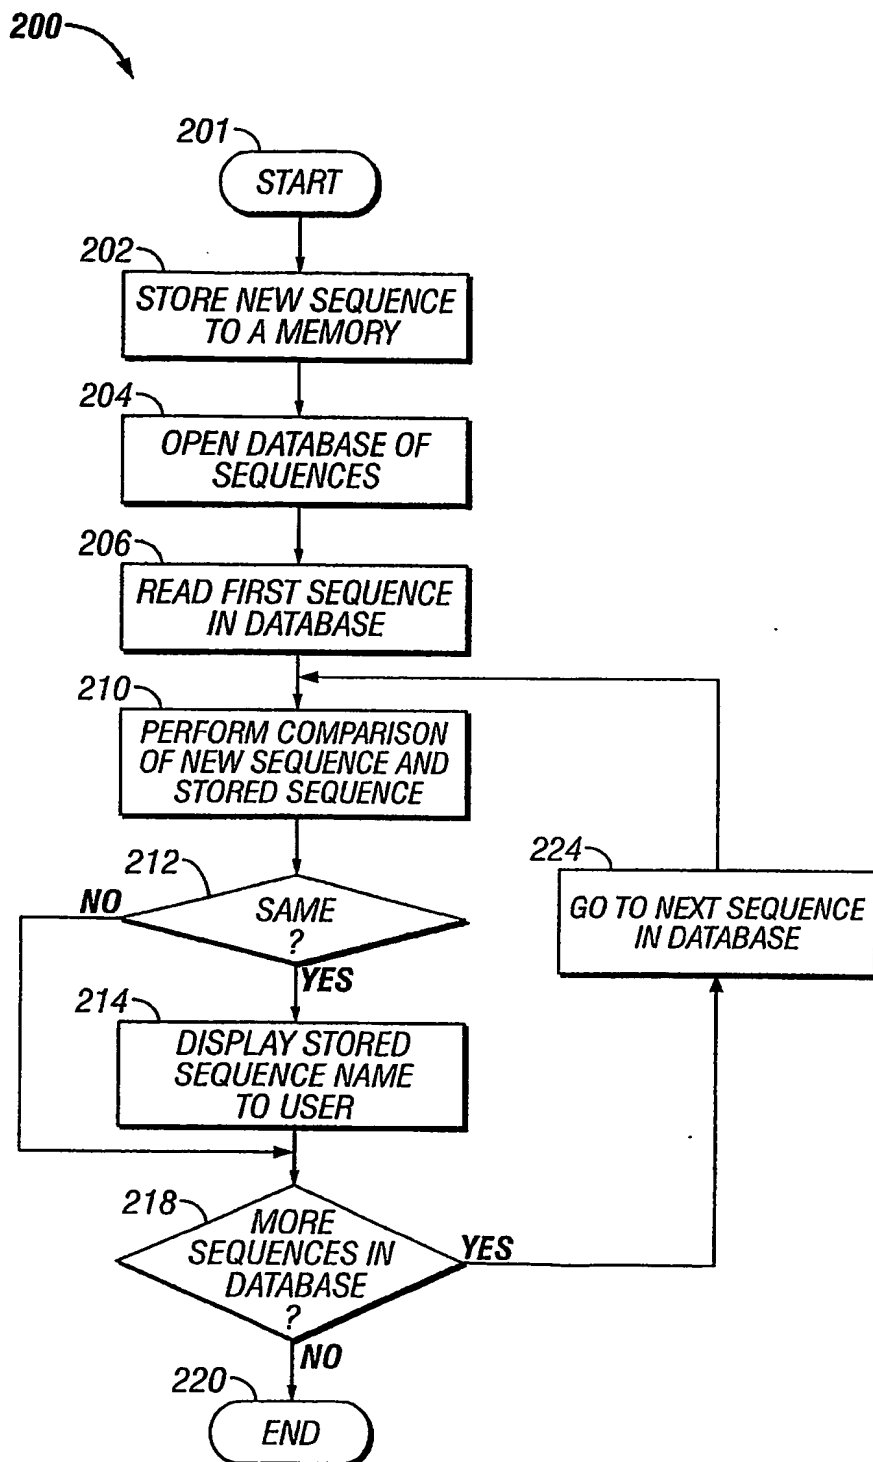 200
201
START
202
STORE NEW SEQUENCE
TO A MEMORY
204
OPEN DATABASE OF
SEQUENCES
206
READ FIRST SEQUENCE
IN DATABASE
210
PERFORM COMPARISON
OF NEW SEQUENCE AND
STORED SEQUENCE
212
NO
SAME
?
YES
224
GO TO NEXT SEQUENCE
IN DATABASE
214
DISPLAY STORED
SEQUENCE NAME
TO USER
218
MORE
SEQUENCES IN
DATABASE
?
YES
NO
220
END